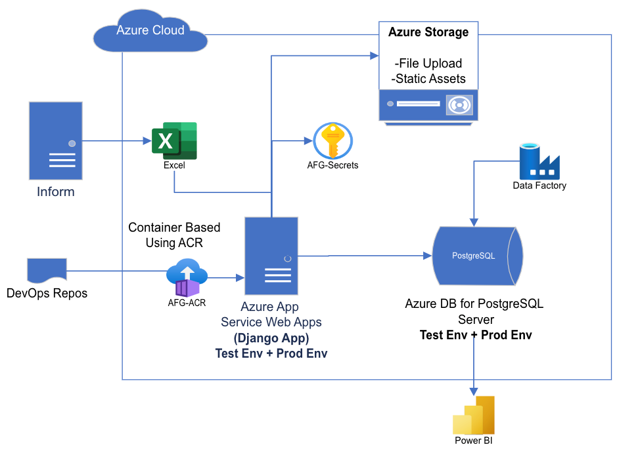 Azure Cloud
Azure Storage
-File Upload
-Static Assets
Inform
X
Excel
AFG-Secrets
Data Factory
Container Based
Using ACR
DevOps Repos
AFG-ACR
PostgreSQL
Azure App
Service Web Apps
(Django App)
Test Env + Prod Env
Azure DB for PostgreSQL
Server
Test Env + Prod Env
Power BI